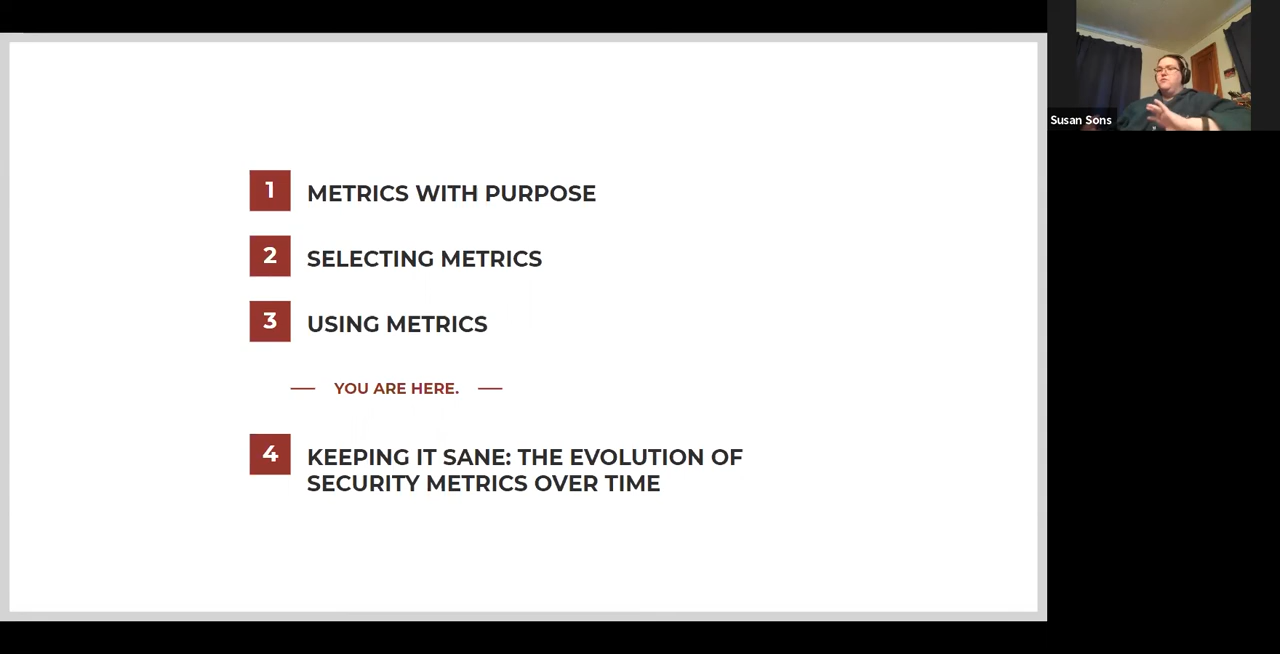 1 METRICS WITH PURPOSE
2 SELECTING METRICS
3 USING METRICS
YOU ARE HERE.
4 KEEPING IT SANE: THE EVOLUTION OF
SECURITY METRICS OVER TIME
Susan Sons